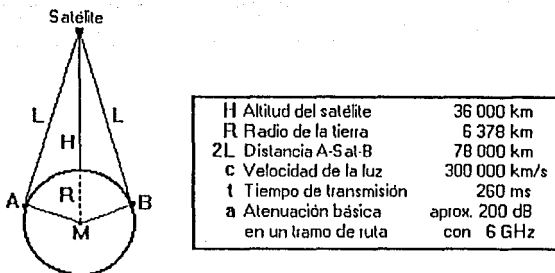 Satélite
L
L
H
A
R
B
M
H Altitud del satélite 36 000 km
R Radio de la tierra 6 378 km
2L Distancia A-Sat-B 78 000 km
c Velocidad de la luz 300 000 km/s
t Tiempo de transmisión 260 ms
a Atenuación básica aprox. 200 dB
en un tramo de ruta con 6 GHz